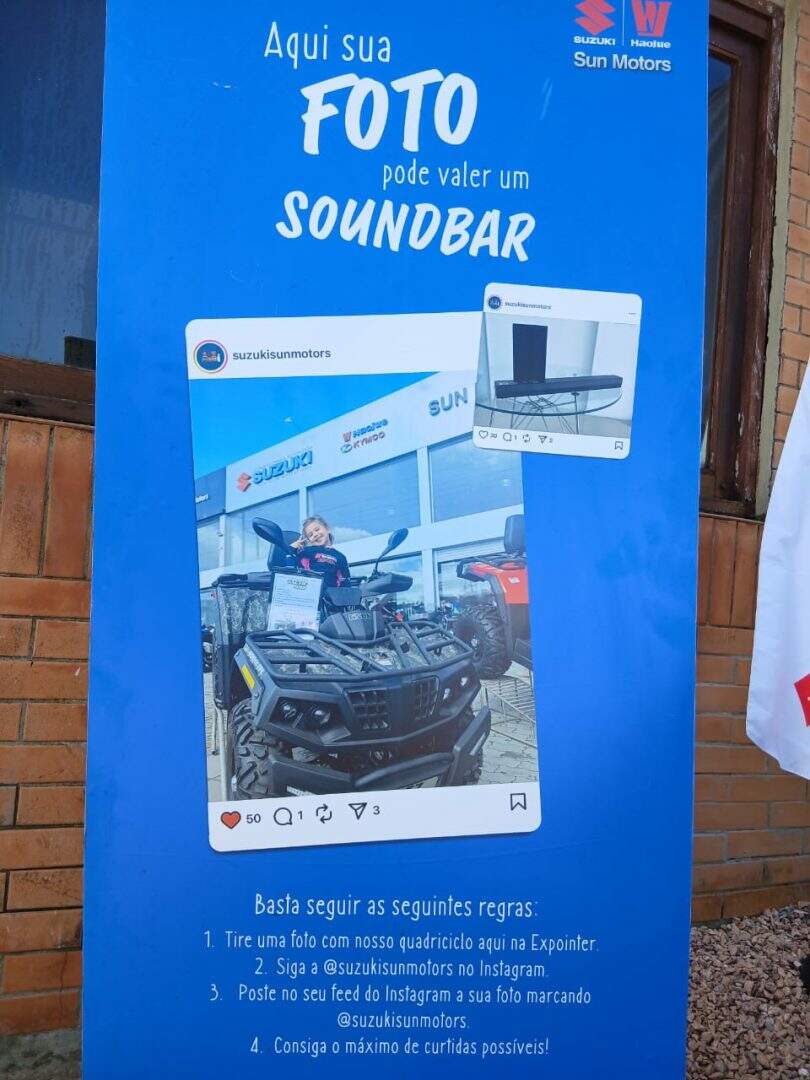 Aqui sua
FOTO
pode valer um
SOUNDBAR
SUZUKI
Haojue
Sun Motors
suzukisunmotors
suzukisunmotors
SUN
Haojue
KYMCO
SUZUKI
50 1 3
Basta seguir as seguintes regras:
1. Tire uma foto com nosso quadriciclo aqui na Expointer.
2. Siga a @suzukisunmotors no Instagram.
3. Poste no seu feed do Instagram a sua foto marcando
@suzukisunmotors.
4. Consiga o máximo de curtidas possíveis!